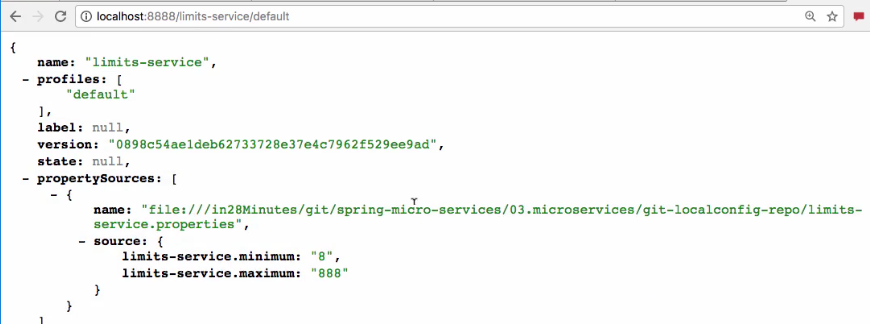 localhost:8888/limits-service/default
{
name: "limits-service",
- profiles: [
"default"
],
label: null,
version: "0898c54ae1deb62733728e37e4c7962f529ee9ad",
state: null,
- propertySources: [
- {
name: "file:///in28Minutes/git/spring-micro-services/03.microservices/git-localconfig-repo/limits-
service.properties",
- source: {
limits-service.minimum: "8",
limits-service.maximum: "888"
}
}
]